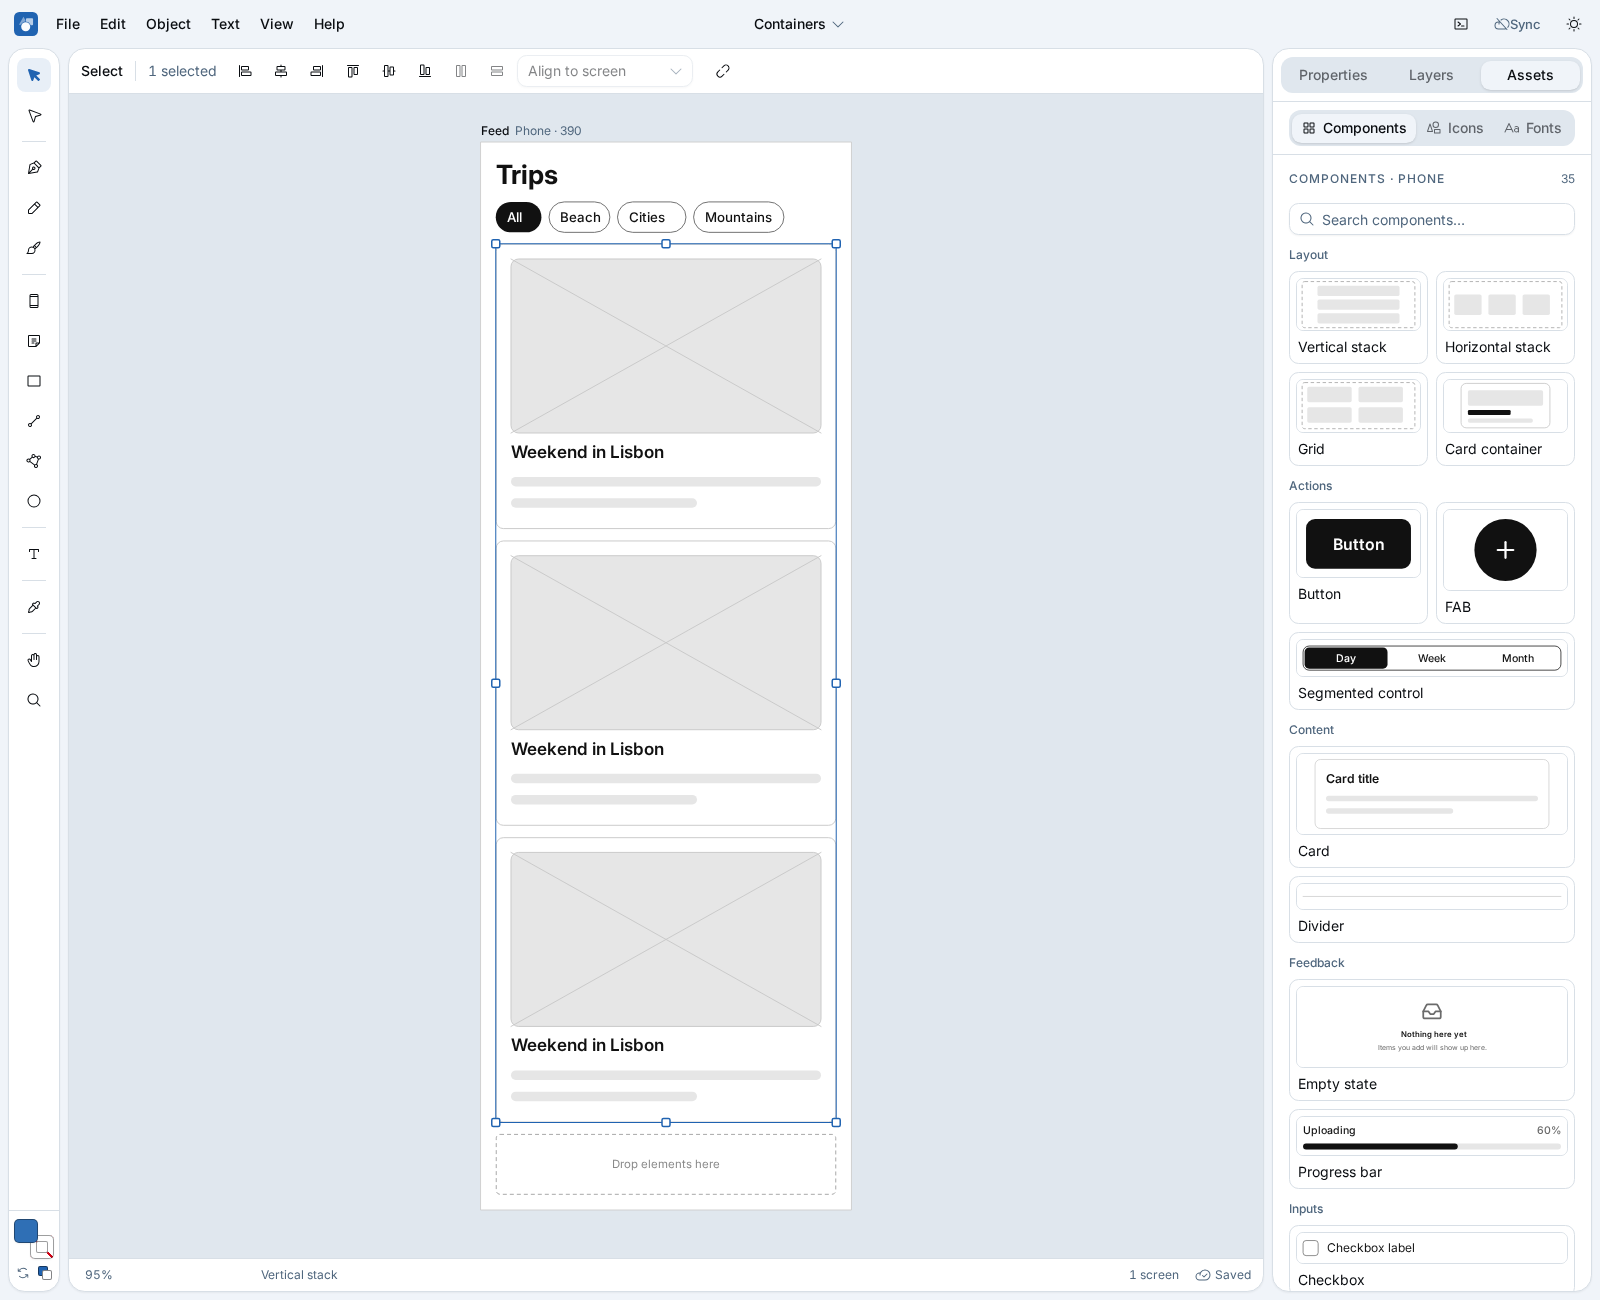 File Edit Object Text View Help
Containers
Sync
Select
1 selected
Align to screen
Properties Layers Assets
Components Icons Aa Fonts
COMPONENTS · PHONE 35
Search components...
Layout
Vertical stack
Horizontal stack
Grid
Card container
Actions
Button
Button
FAB
Day Week Month
Segmented control
Content
Card title
Card
Divider
Feedback
Nothing here yet
Items you add will show up here.
Empty state
Uploading 60%
Progress bar
Inputs
Checkbox label
Checkbox
Feed Phone · 390
Trips
All Beach Cities Mountains
Weekend in Lisbon
Weekend in Lisbon
Weekend in Lisbon
Drop elements here
T
95%
Vertical stack
1 screen
Saved